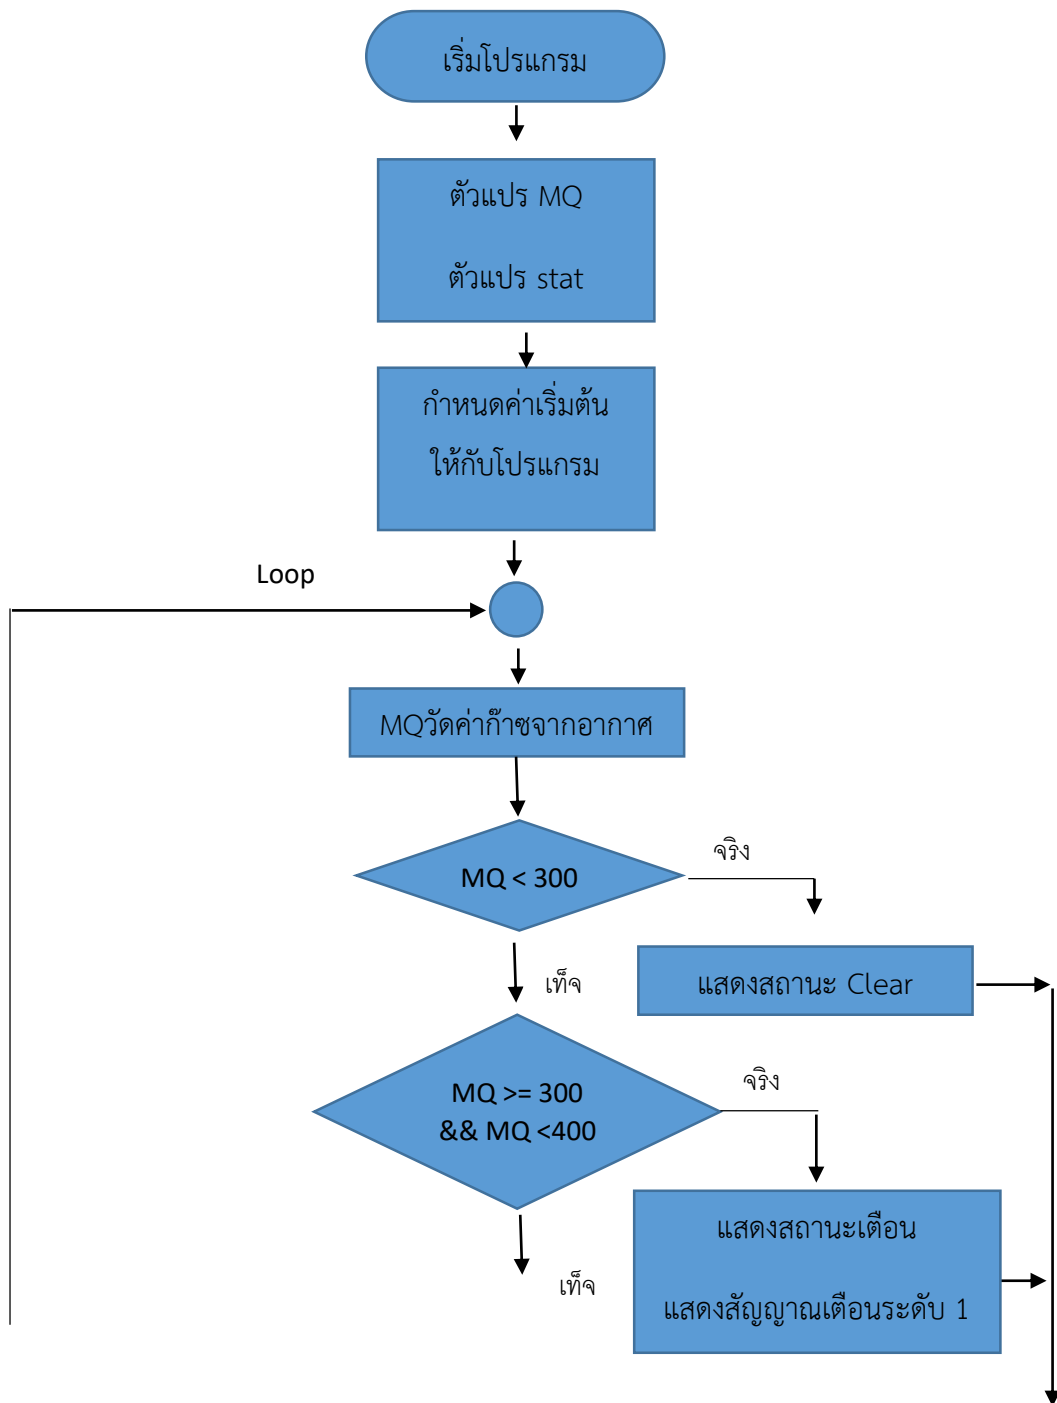 เริ่มโปรแกรม
ตัวแปร MQ
ตัวแปร stat
กำหนดค่าเริ่มต้น
ให้กับโปรแกรม
Loop
MQวัดค่าก๊าซจากอากาศ
MQ < 300
จริง
เท็จ
แสดงสถานะ Clear
MQ >= 300
&& MQ <400
จริง
เท็จ
แสดงสถานะเตือน
แสดงสัญญาณเตือนระดับ 1